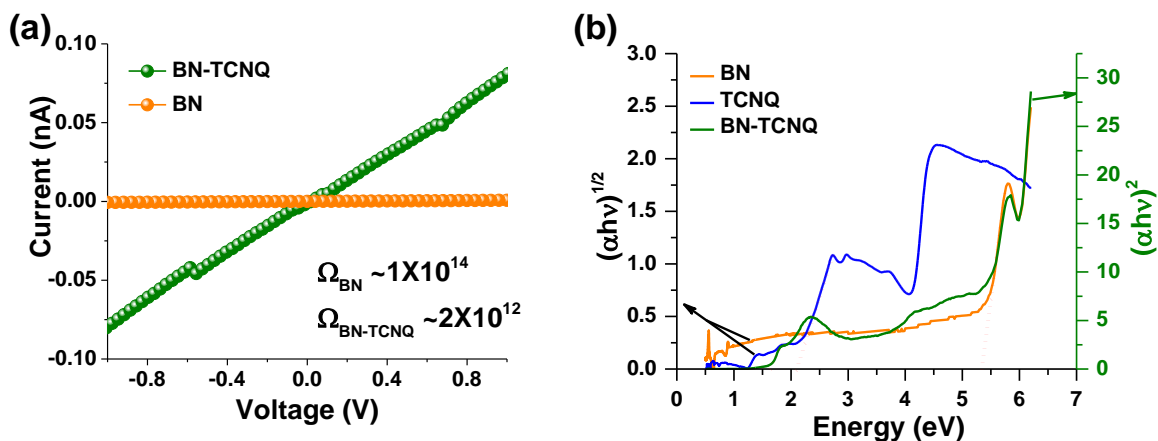 (a)
0.10
0.05
0.00
-0.05
-0.10
Current (nA)
BN-TCNQ
BN
Ω_BN ~1X10^14
Ω_BN-TCNQ ~2X10^12
-0.8 -0.4 0.0 0.4 0.8
Voltage (V)
(b)
3.0
2.5
2.0
1.5
1.0
0.5
0.0
(αhν)^1/2
BN
TCNQ
BN-TCNQ
30
25
20
15
10
5
0
(αhν)^2
0 1 2 3 4 5 6 7
Energy (eV)